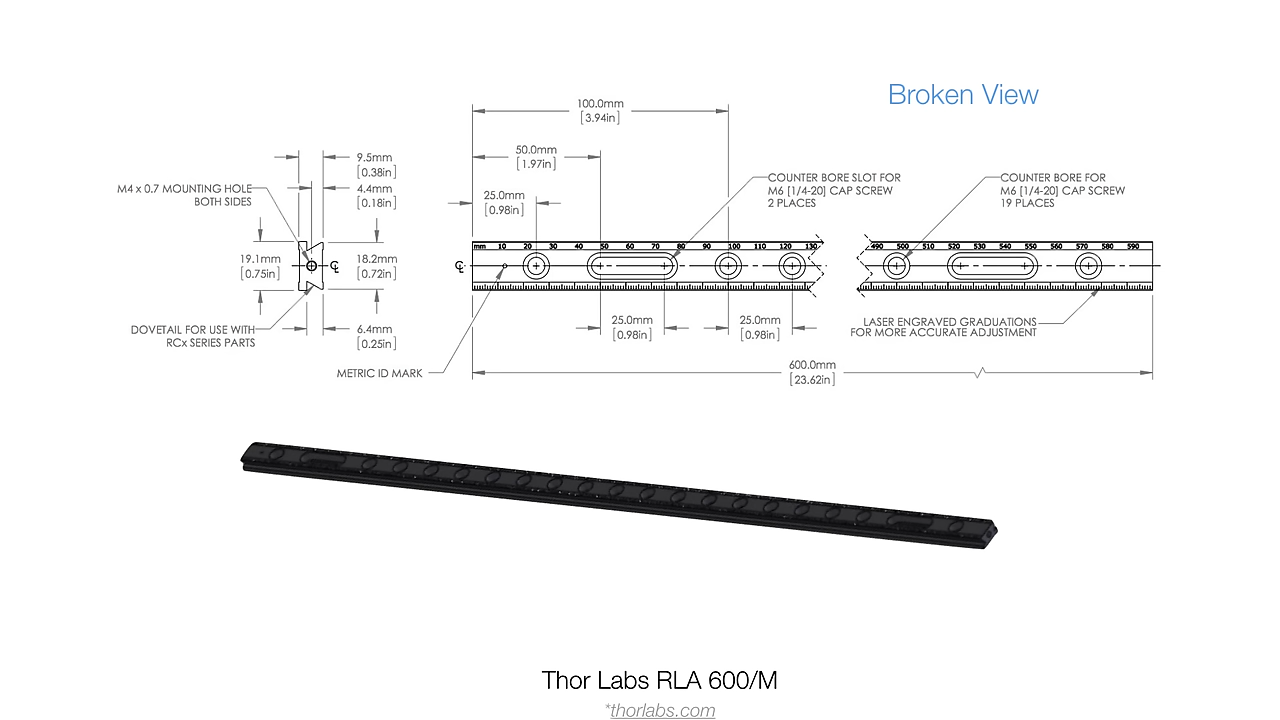 Broken View
100.0mm
[3.94in]
50.0mm
[1.97in]
25.0mm
[0.98in]
9.5mm
[0.38in]
4.4mm
[0.18in]
M4 x 0.7 MOUNTING HOLE
BOTH SIDES
COUNTER BORE SLOT FOR
M6 [1/4-20] CAP SCREW
2 PLACES
COUNTER BORE FOR
M6 [1/4-20] CAP SCREW
19 PLACES
mm 10 20 30 40 50 60 70 80 90 100 110 120 130
490 500 510 520 530 540 550 560 570 580 590
19.1mm
[0.75in]
18.2mm
[0.72in]
DOVETAIL FOR USE WITH
RCx SERIES PARTS
6.4mm
[0.25in]
25.0mm
[0.98in]
25.0mm
[0.98in]
LASER ENGRAVED GRADUATIONS
FOR MORE ACCURATE ADJUSTMENT
METRIC ID MARK
600.0mm
[23.62in]
Thor Labs RLA 600/M
*thorlabs.com